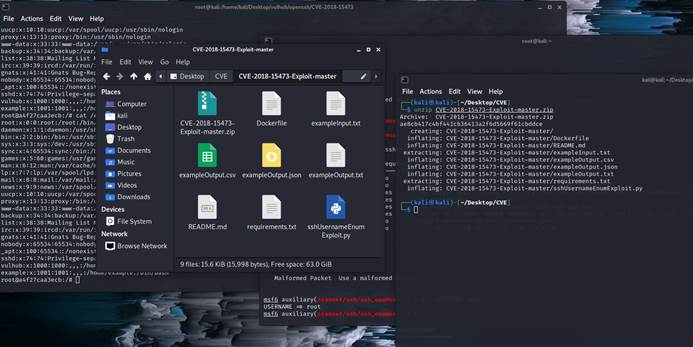 root@kali:/home/kali/Desktop/vulhub/openssh/CVE-2018-15473
File Actions Edit View Help
uucp:x:10:10:uucp:/var/spool/uucp:/usr/sbin/nologin
proxy:x:13:13:proxy:/bin:/usr/sbin/nologin
www-data:x:33:33:www-data:
backup:x:34:34:backup:/var
list:x:38:38:Mailing List M
irc:x:39:39:ircd:/var/run/
gnats:x:41:41:Gnats Bug-Re
nobody:x:65534:65534:nobody
_apt:x:100:65534::/nonexis
sshd:x:74:74:Privilege-sep
vulhub:x:1000:1000:,,,:/ho
example:x:1001:1001:,,,:/h
root@a4f27caa3ecb:/# cat /
root:x:0:0:root:/root:/bin
daemon:x:1:1:daemon:/usr/s
bin:x:2:2:bin:/bin:/usr/sb
sys:x:3:3:sys:/dev:/usr/sb
sync:x:4:65534:sync:/bin:/
games:x:5:60:games:/usr/ga
man:x:6:12:man:/var/cache/
lp:x:7:7:lp:/var/spool/lpd
mail:x:8:8:mail:/var/mail:
news:x:9:9:news:/var/spool
uucp:x:10:10:uucp:/var/spo
proxy:x:13:13:proxy:/bin:/
www-data:x:33:33:www-data:
backup:x:34:34:backup:/var
list:x:38:38:Mailing List
irc:x:39:39:ircd:/var/run/
gnats:x:41:41:Gnats Bug-Re
nobody:x:65534:65534:nobody
_apt:x:100:65534::/nonexis
sshd:x:74:74:Privilege-sep
vulhub:x:1000:1000:,,,:/ho
example:x:1001:1001:,,,:/home/example:/bin/bash
root@a4f27caa3ecb:/#
CVE-2018-15473-Exploit-master
File Edit View Go Help
Desktop CVE CVE-2018-15473-Exploit-master
Places
Computer
kali
Desktop
Trash
Documents
Music
Pictures
Videos
Downloads
Devices
File System
Network
Browse Network
CVE-2018-15473-Exploit-master.zip
Dockerfile
exampleInput.txt
exampleOutput.csv
exampleOutput.json
exampleOutput.txt
README.md
requirements.txt
sshUsernameEnumExploit.py
9 files: 15.6 KiB (15,998 bytes), Free space: 63.0 GiB
root@kali:~
Malformed Packet Use a malformed
msf6 auxiliary(scanner/ssh/ssh_enumus
USERNAME => root
msf6 auxiliary(scanner/ssh/ssh_enumus
kali@kali:~/Desktop/
File Actions Edit View Help
(kali㉿kali)-[~/Desktop/CVE]
$ unzip CVE-2018-15473-Exploit-master.zip
Archive: CVE-2018-15473-Exploit-master.zip
creating: CVE-2018-15473-Exploit-master/
inflating: CVE-2018-15473-Exploit-master/Dockerfile
inflating: CVE-2018-15473-Exploit-master/README.md
extracting: CVE-2018-15473-Exploit-master/exampleInput.txt
inflating: CVE-2018-15473-Exploit-master/exampleOutput.csv
inflating: CVE-2018-15473-Exploit-master/exampleOutput.json
inflating: CVE-2018-15473-Exploit-master/exampleOutput.txt
extracting: CVE-2018-15473-Exploit-master/requirements.txt
inflating: CVE-2018-15473-Exploit-master/sshUsernameEnumExploit.py
(kali㉿kali)-[~/Desktop/CVE]
$